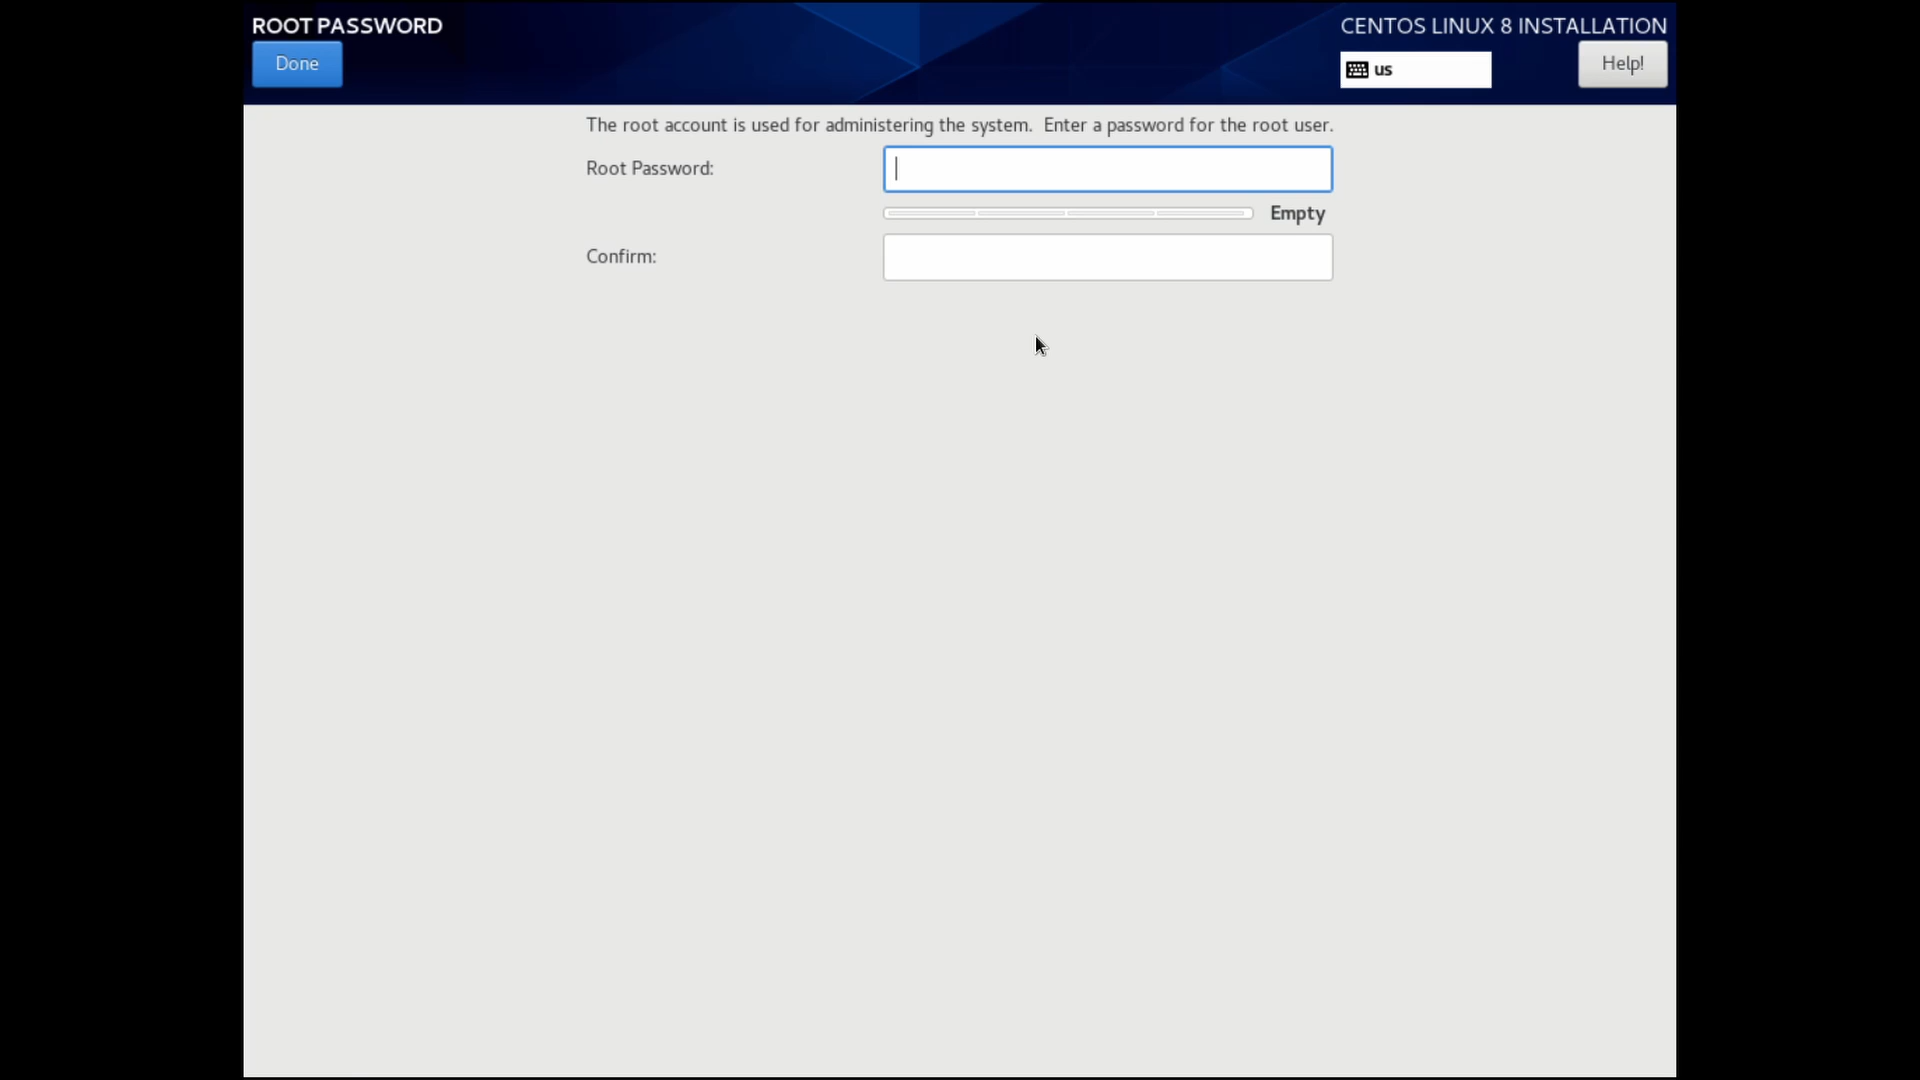 ROOT PASSWORD
CENTOS LINUX 8 INSTALLATION
Done
us
Help!
The root account is used for administering the system.  Enter a password for the root user.
Root Password:
Empty
Confirm: